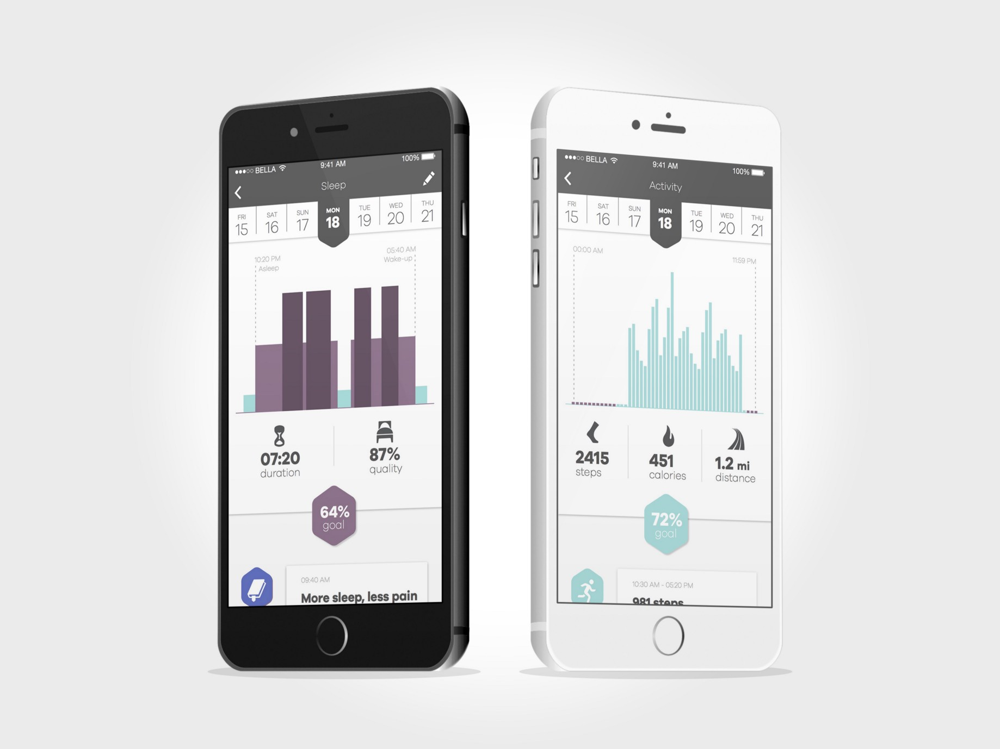 BELLA
9:41 AM
100%
Sleep
FRI 15
SAT 16
SUN 17
MON 18
TUE 19
WED 20
THU 21
10:20 PM
Asleep
05:40 AM
Wake-up
07:20
duration
87%
quality
64%
goal
09:40 AM
More sleep, less pain
BELLA
9:41 AM
100%
Activity
FRI 15
SAT 16
SUN 17
MON 18
TUE 19
WED 20
THU 21
00:00 AM
11:59 PM
2415
steps
451
calories
1.2 mi
distance
72%
goal
10:30 AM - 05:20 PM
981 steps